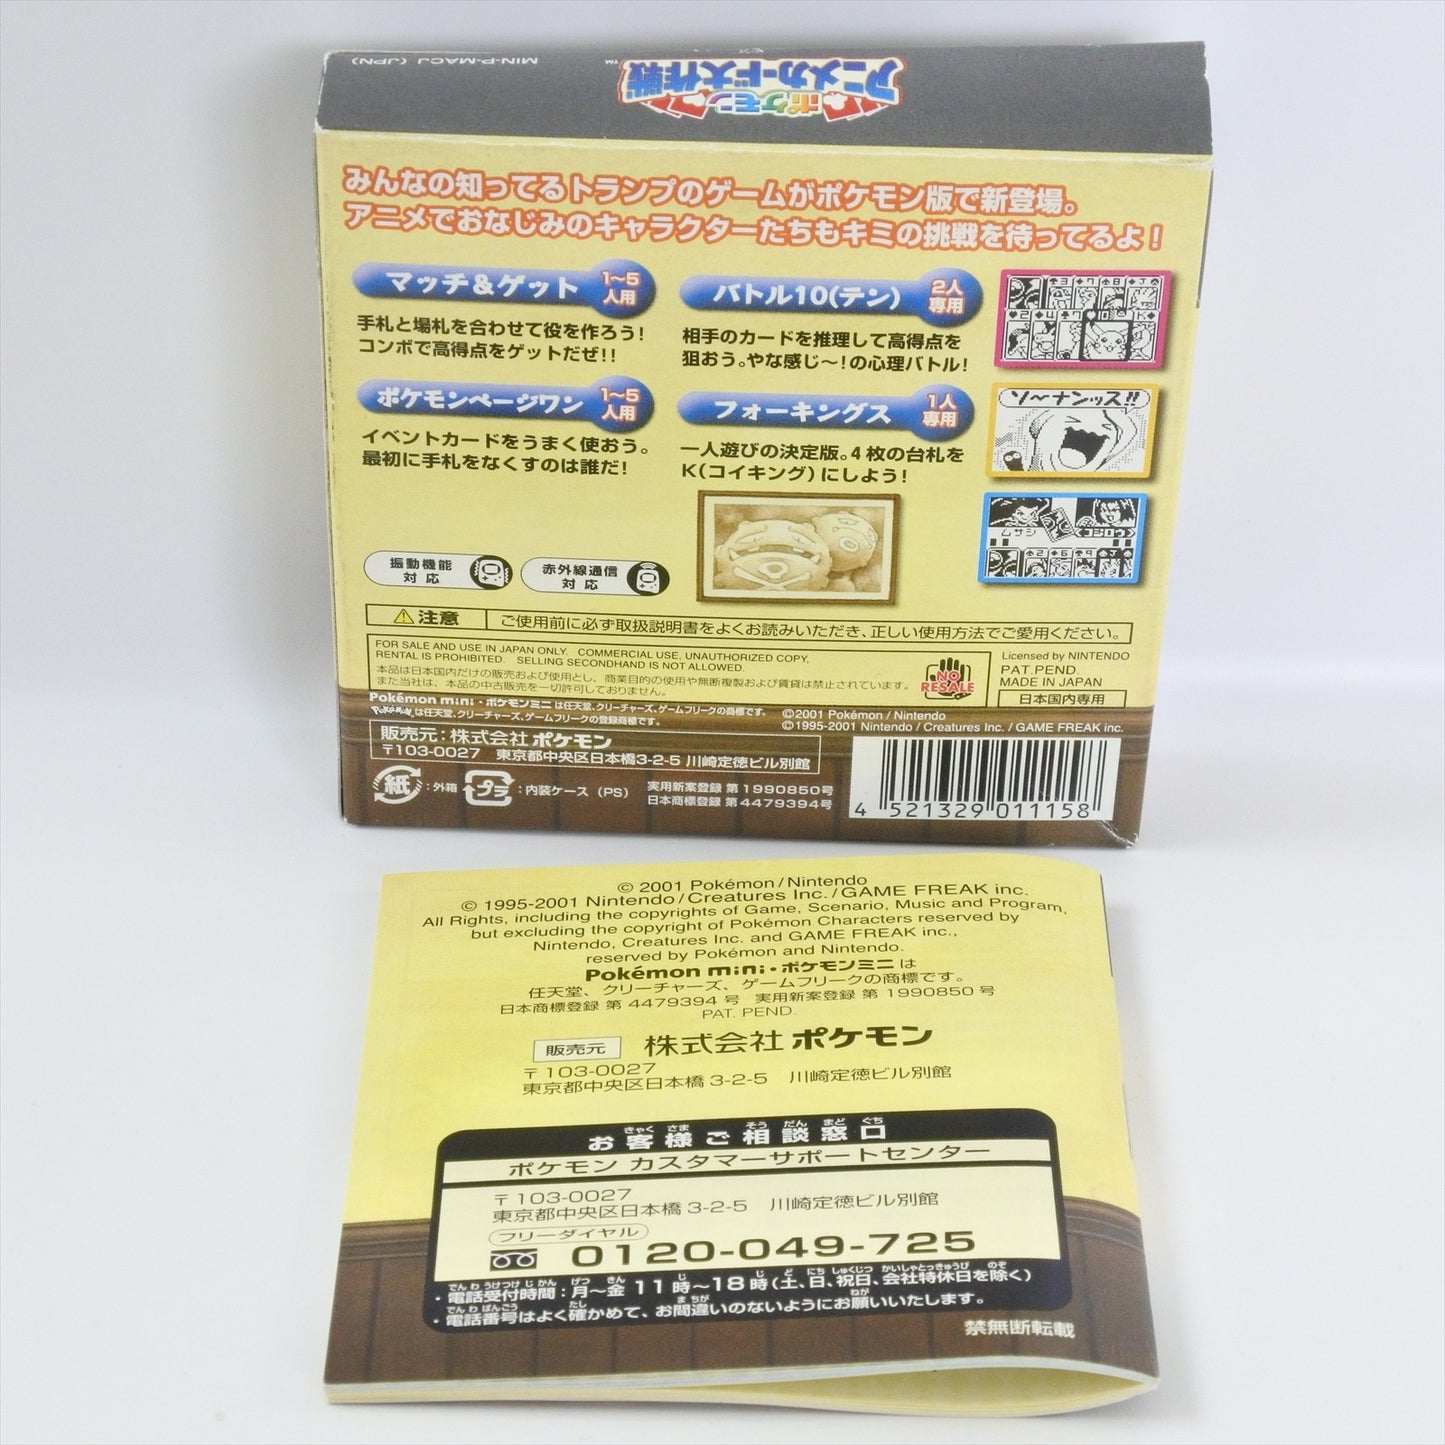 MIN-P-MACJ (JPN)
ポケモン
アニメカード大作戦
TM
みんなの知ってるトランプのゲームがポケモン版で新登場。
アニメでおなじみのキャラクターたちもキミの挑戦を待ってるよ！
マッチ＆ゲット 1〜5人用
手札と場札を合わせて役を作ろう！
コンボで高得点をゲットだぜ！！
バトル10(テン) 2人専用
相手のカードを推理して高得点を
狙おう。やな感じ〜！の心理バトル！
ポケモンページワン 1〜5人用
イベントカードをうまく使おう。
最初に手札をなくすのは誰だ！
フォーキングス 1人専用
一人遊びの決定版。4枚の台札を
K(コイキング)にしよう！
ソ〜ナンッス!!
ムサシ
コジロウ
振動機能
対応
赤外線通信
対応
注意 ご使用前に必ず取扱説明書をよくお読みいただき、正しい使用方法でご愛用ください。
FOR SALE AND USE IN JAPAN ONLY. COMMERCIAL USE, UNAUTHORIZED COPY,
RENTAL IS PROHIBITED. SELLING SECONDHAND IS NOT ALLOWED.
本品は日本国内だけの販売および使用とし、商業目的の使用や無断複製および賃貸は禁止されています。
また当社は、本品の中古販売を一切許可しておりません。
NO
RESALE
Licensed by NINTENDO
PAT.PEND
MADE IN JAPAN
日本国内専用
Pokémon mini・ポケモンミニは任天堂、クリーチャーズ、ゲームフリークの商標です。
Pokémonは任天堂、クリーチャーズ、ゲームフリークの登録商標です。
©2001 Pokémon / Nintendo
©1995-2001 Nintendo / Creatures Inc. / GAME FREAK inc.
販売元：株式会社 ポケモン
〒103-0027 東京都中央区日本橋3-2-5 川崎定徳ビル別館
紙：外箱 プラ：内装ケース（PS）
実用新案登録 第1990850号
日本商標登録 第4479394号
4 521329 011158
© 2001 Pokémon / Nintendo
© 1995-2001 Nintendo / Creatures Inc. / GAME FREAK inc.
All Rights, including the copyrights of Game, Scenario, Music and Program,
but excluding the copyright of Pokémon Characters reserved by
Nintendo, Creatures Inc. and GAME FREAK inc.,
reserved by Pokémon and Nintendo.
Pokémon mini・ポケモンミニ は
任天堂、クリーチャーズ、ゲームフリークの商標です。
日本商標登録 第 4479394 号 実用新案登録 第 1990850 号
PAT. PEND.
販売元 株式会社 ポケモン
〒103-0027
東京都中央区日本橋 3-2-5 川崎定徳ビル別館
お客様ご相談窓口
ポケモン カスタマーサポートセンター
〒103-0027
東京都中央区日本橋 3-2-5 川崎定徳ビル別館
フリーダイヤル
0120-049-725
・電話受付時間：月〜金 11時〜18時(土、日、祝日、会社特休日を除く)
・電話番号はよく確かめて、お間違いのないようにお願いいたします。
禁無断転載